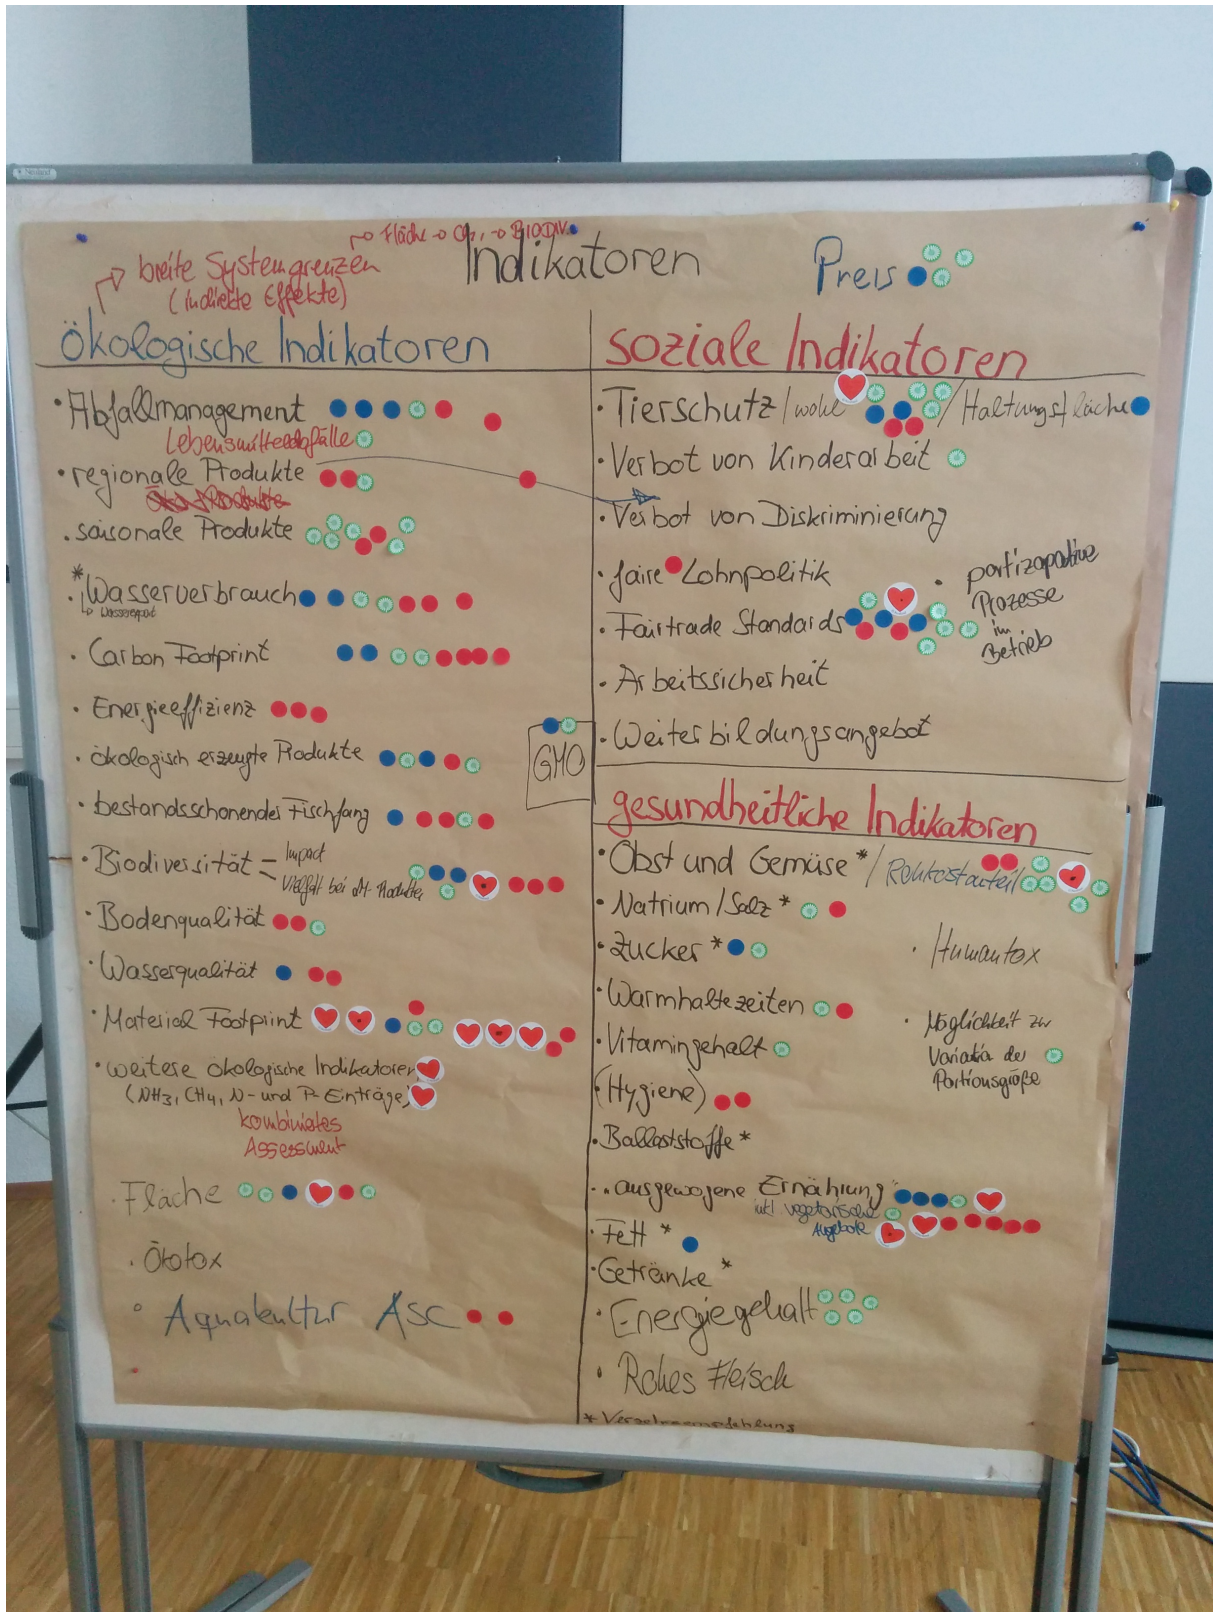 Neuland
Fläche → CO₂, → BIODIV.
breite Systemgrenzen
(indirekte Effekte)
Indikatoren
Preis
ökologische Indikatoren
• Abfallmanagement
Lebensmittelabfälle
• regionale Produkte
• saisonale Produkte
* • Wasserverbrauch
• Carbon Footprint
• Energieeffizienz
• ökologisch erzeugte Produkte
GMO
• bestandsschonender Fischfang
• Biodiversität = Impact
Vielfalt bei LM-Produkten
• Bodenqualität
• Wasserqualität
• Material Footprint
• weitere ökologische Indikatoren
(NH3, CH4, N- und P-Einträge)
kombiniertes
Assessment
• Fläche
• Ökotox
• Aquakultur ASC
soziale Indikatoren
• Tierschutz/wohl /Haltungsfläche
• Verbot von Kinderarbeit
• Verbot von Diskriminierung
• faire Lohnpolitik
• Fairtrade Standards
• partizapative
Prozesse
im
Betrieb
• Arbeitssicherheit
• Weiterbildungsangebot
gesundheitliche Indikatoren
• Obst und Gemüse * / Rohkostanteil
• Natrium/Salz *
• Zucker *
• Humantox
• Warmhaltezeiten
• Vitamingehalt
• Möglichkeit zur
Variation der
Portionsgröße
(Hygiene)
• Ballaststoffe *
• „ausgewogene Ernährung“
inkl. vegetarische
Angebote
• Fett *
• Getränke *
• Energiegehalt
• Rohes Fleisch